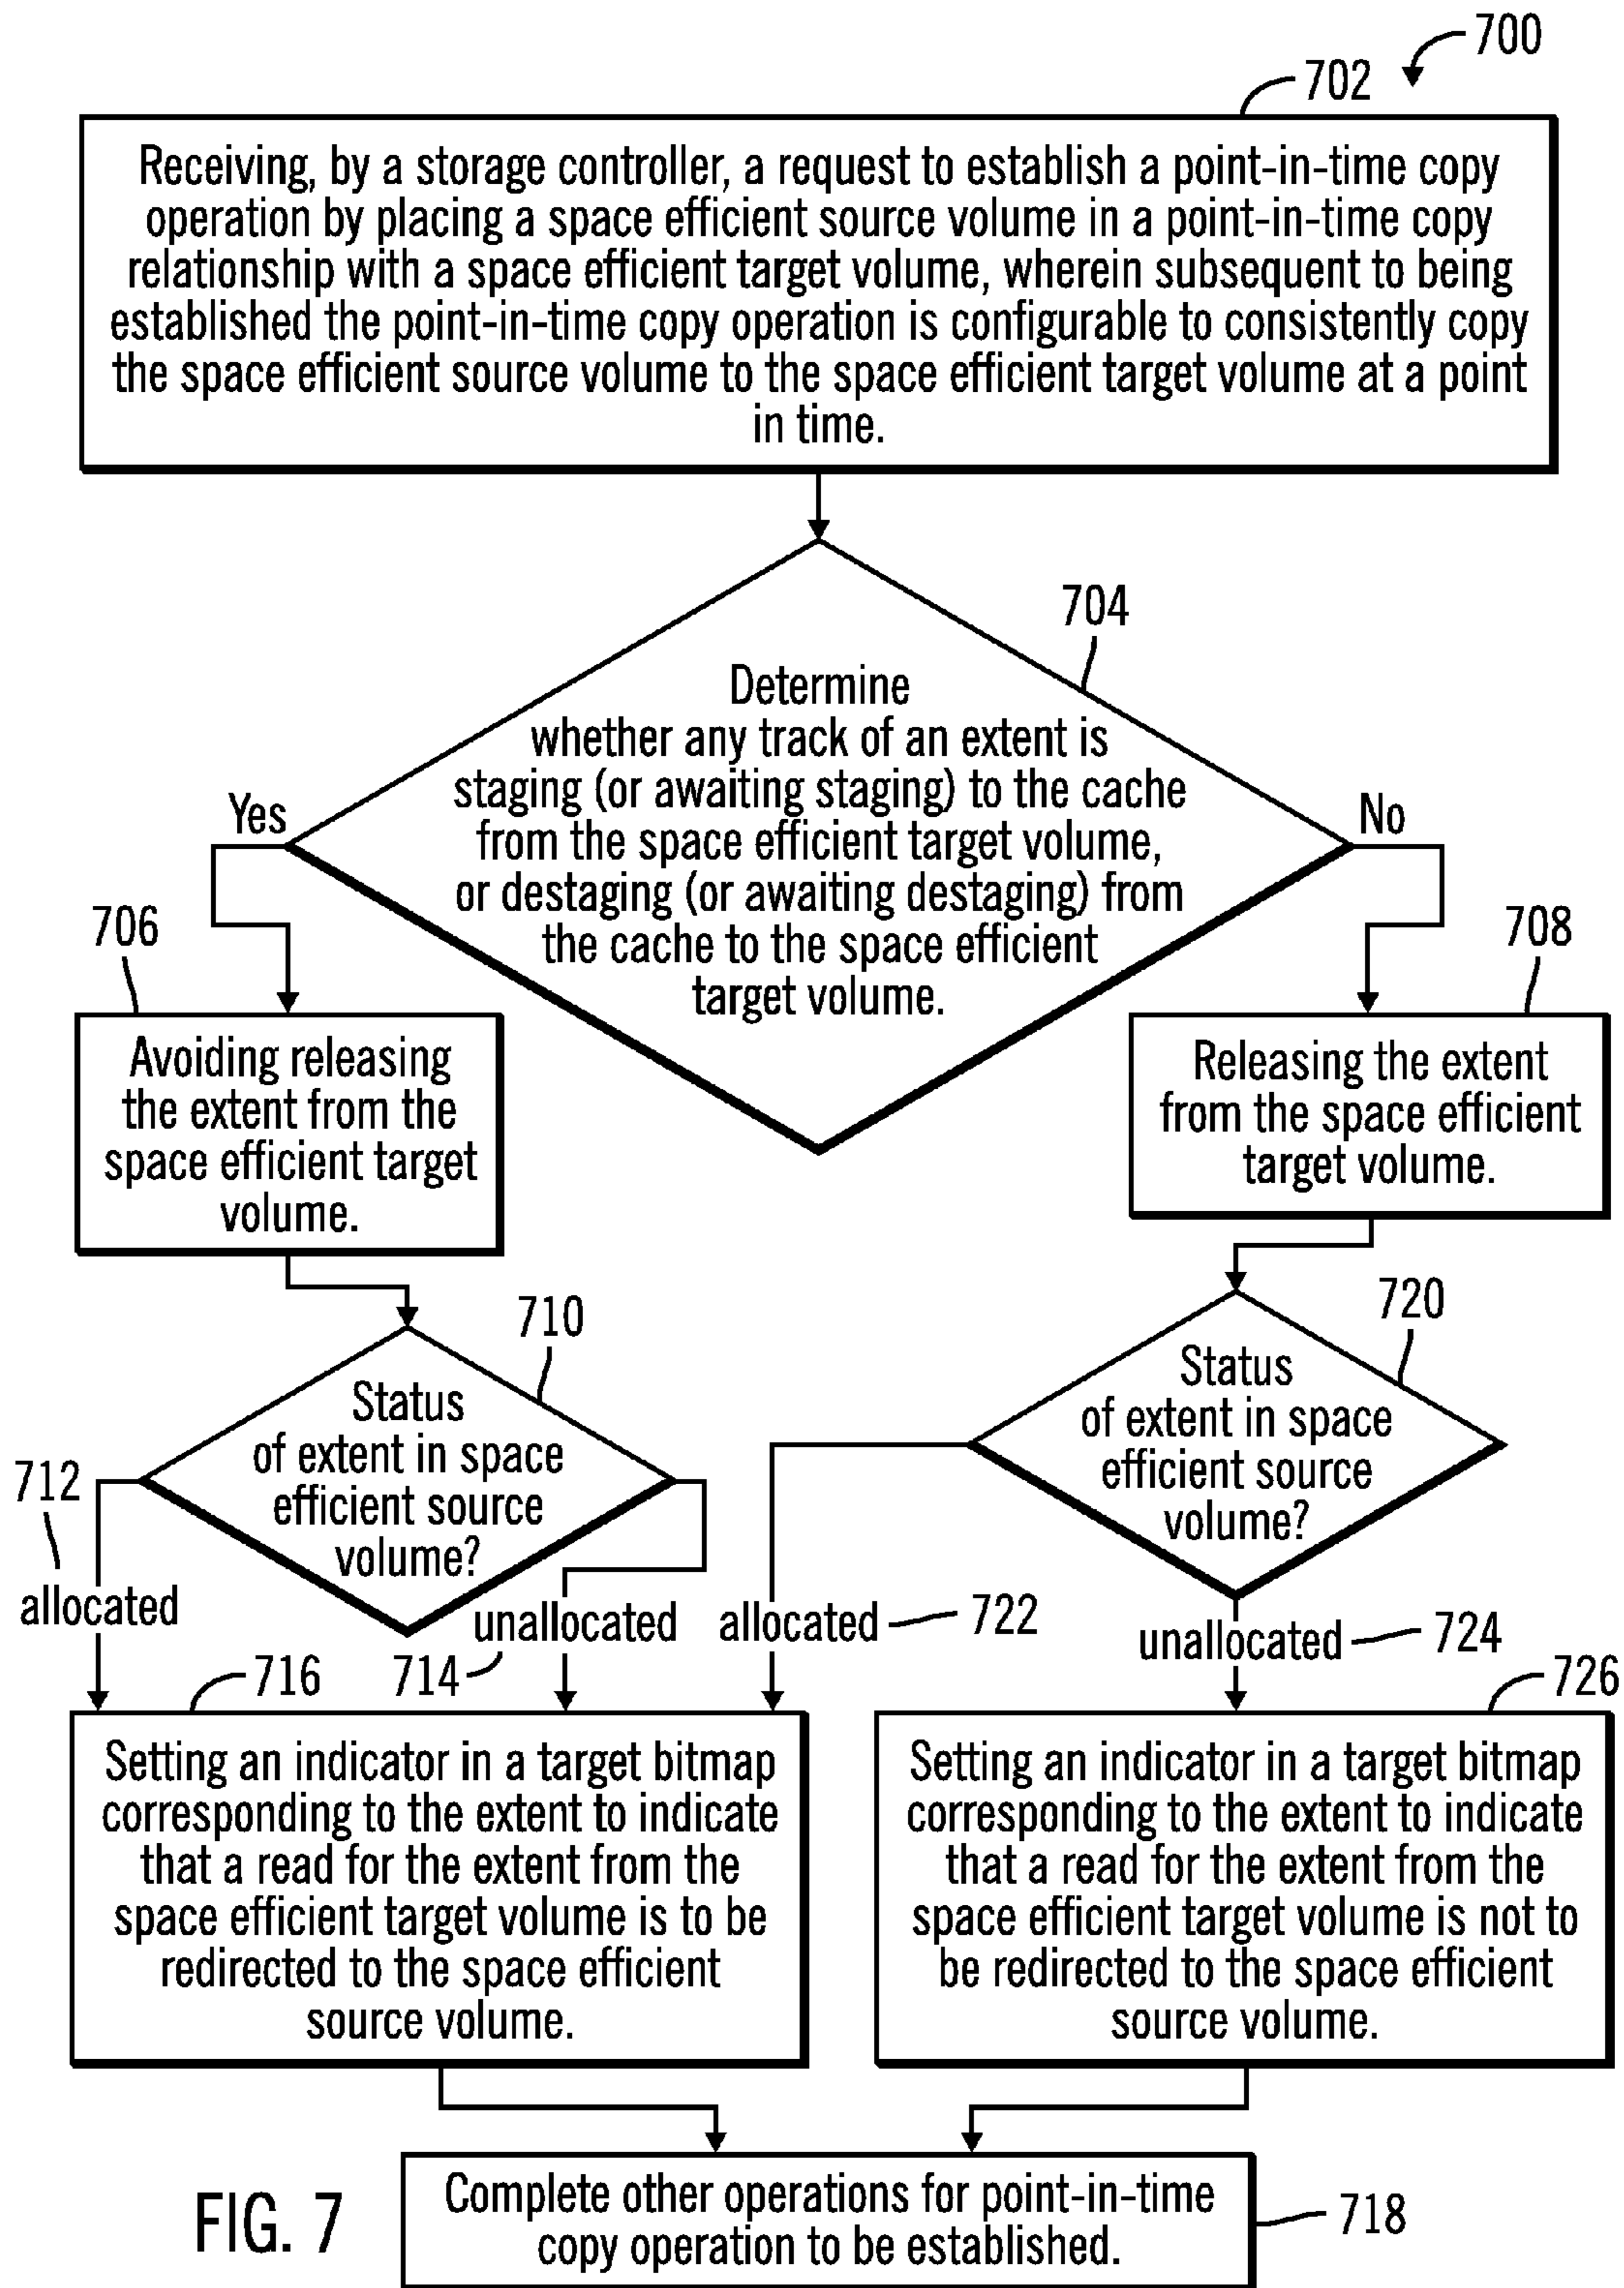 700
702
Receiving, by a storage controller, a request to establish a point-in-time copy
operation by placing a space efficient source volume in a point-in-time copy
relationship with a space efficient target volume, wherein subsequent to being
established the point-in-time copy operation is configurable to consistently copy
the space efficient source volume to the space efficient target volume at a point
in time.
704
Determine
whether any track of an extent is
staging (or awaiting staging) to the cache
from the space efficient target volume,
or destaging (or awaiting destaging) from
the cache to the space efficient
target volume.
Yes
No
706
Avoiding releasing
the extent from the
space efficient target
volume.
708
Releasing the extent
from the space efficient
target volume.
710
Status
of extent in space
efficient source
volume?
720
Status
of extent in space
efficient source
volume?
712
allocated
unallocated
714
allocated
722
unallocated
724
716
Setting an indicator in a target bitmap
corresponding to the extent to indicate
that a read for the extent from the
space efficient target volume is to be
redirected to the space efficient
source volume.
726
Setting an indicator in a target bitmap
corresponding to the extent to indicate
that a read for the extent from the
space efficient target volume is not to
be redirected to the space efficient
source volume.
Complete other operations for point-in-time
copy operation to be established.
718
FIG. 7